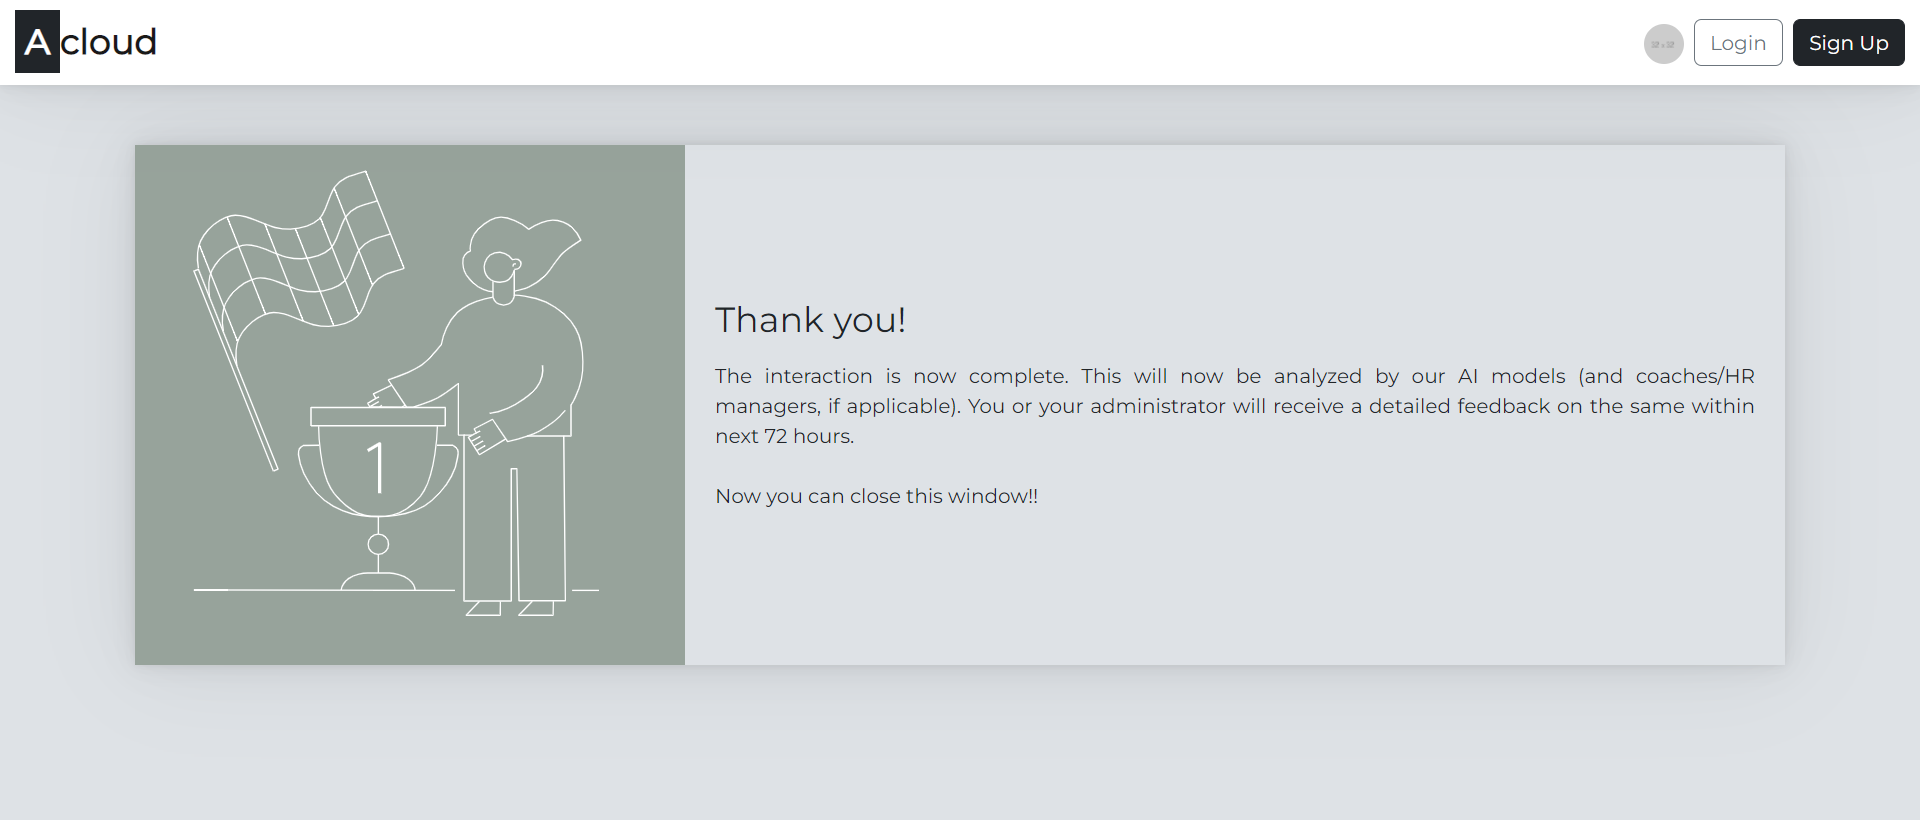 Acloud
Login
Sign Up
Thank you!
The interaction is now complete. This will now be analyzed by our AI models (and coaches/HR
managers, if applicable). You or your administrator will receive a detailed feedback on the same within
next 72 hours.
Now you can close this window!!
1